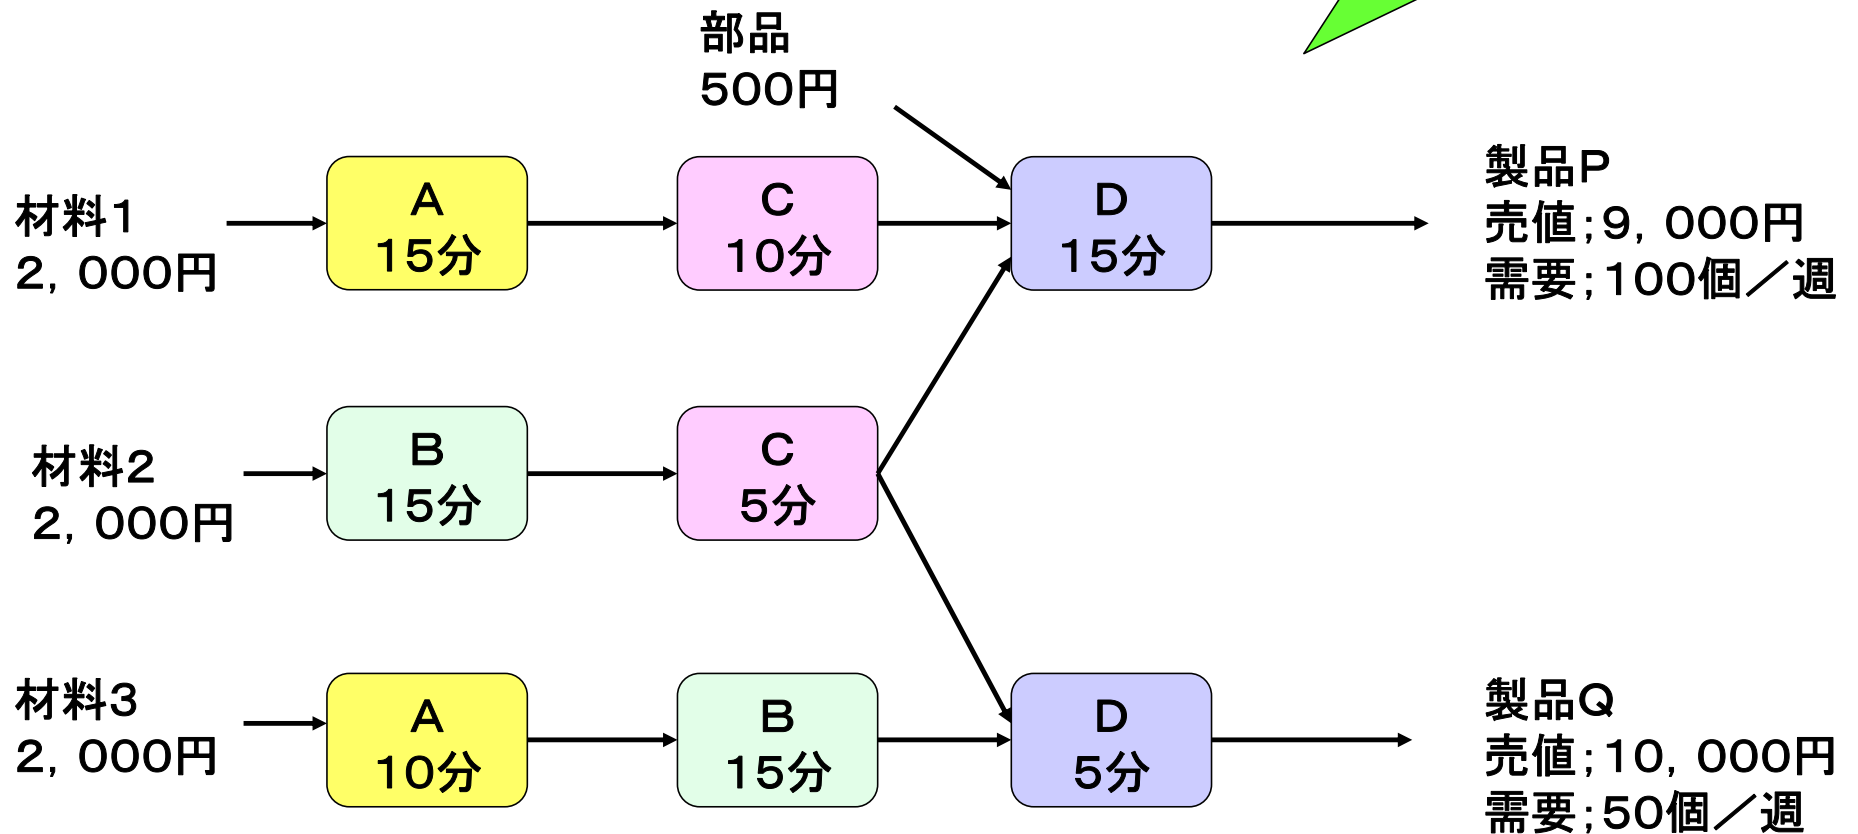 部品
500円
材料1
2，000円
A
15分
C
10分
D
15分
製品P
売値；9，000円
需要；100個／週
材料2
2，000円
B
15分
C
5分
材料3
2，000円
A
10分
B
15分
D
5分
製品Q
売値；10，000円
需要；50個／週